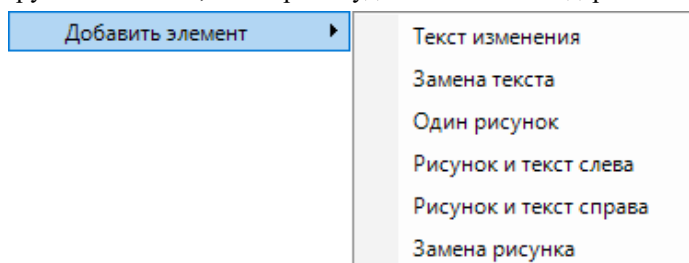 Добавить элемент
Текст изменения
Замена текста
Один рисунок
Рисунок и текст слева
Рисунок и текст справа
Замена рисунка